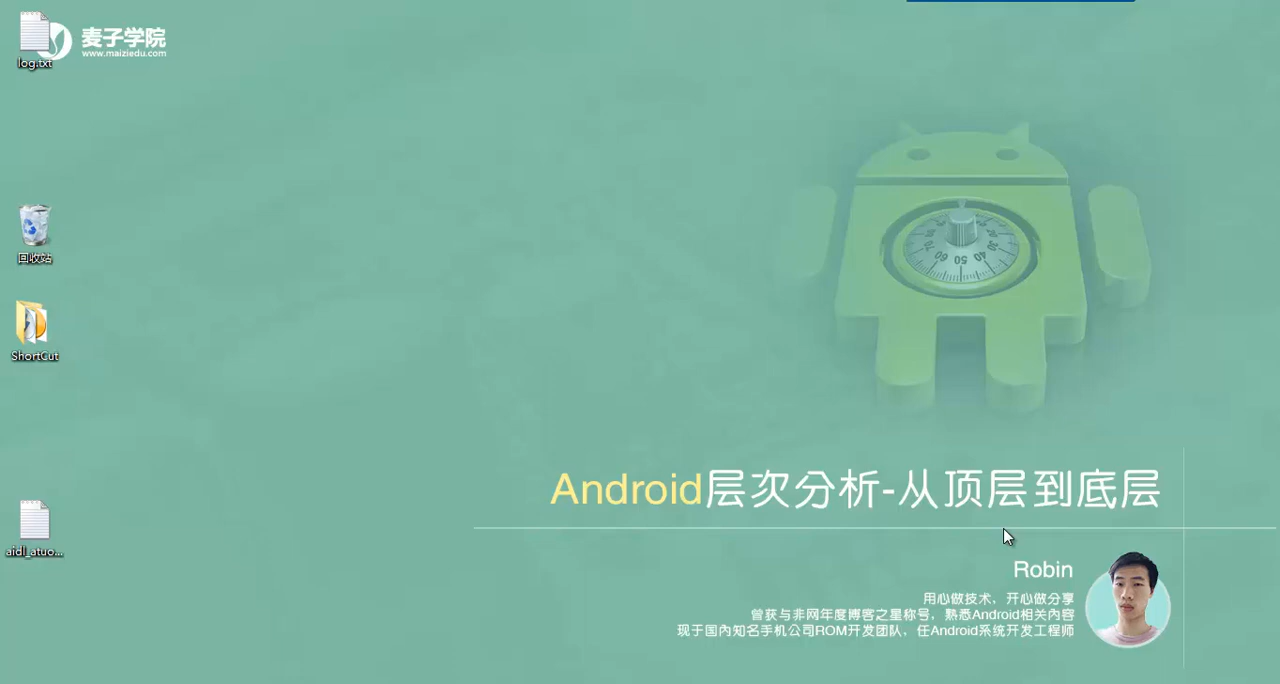 麦子学院
www.maiziedu.com
log.txt
回收站
ShortCut
aidl_atuo...
Android层次分析-从顶层到底层
Robin
用心做技术，开心做分享
曾获与非网年度博客之星称号，熟悉Android相关内容
现于国内知名手机公司ROM开发团队，任Android系统开发工程师
30
40
50
60
70